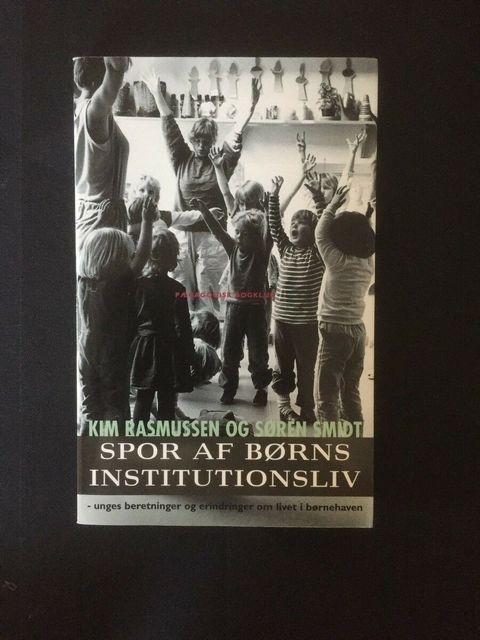 PÆDAGOGISK BOGKLUB
KIM RASMUSSEN OG SØREN SMIDT
SPOR AF BØRNS
INSTITUTIONSLIV
- unges beretninger og erindringer om livet i børnehaven